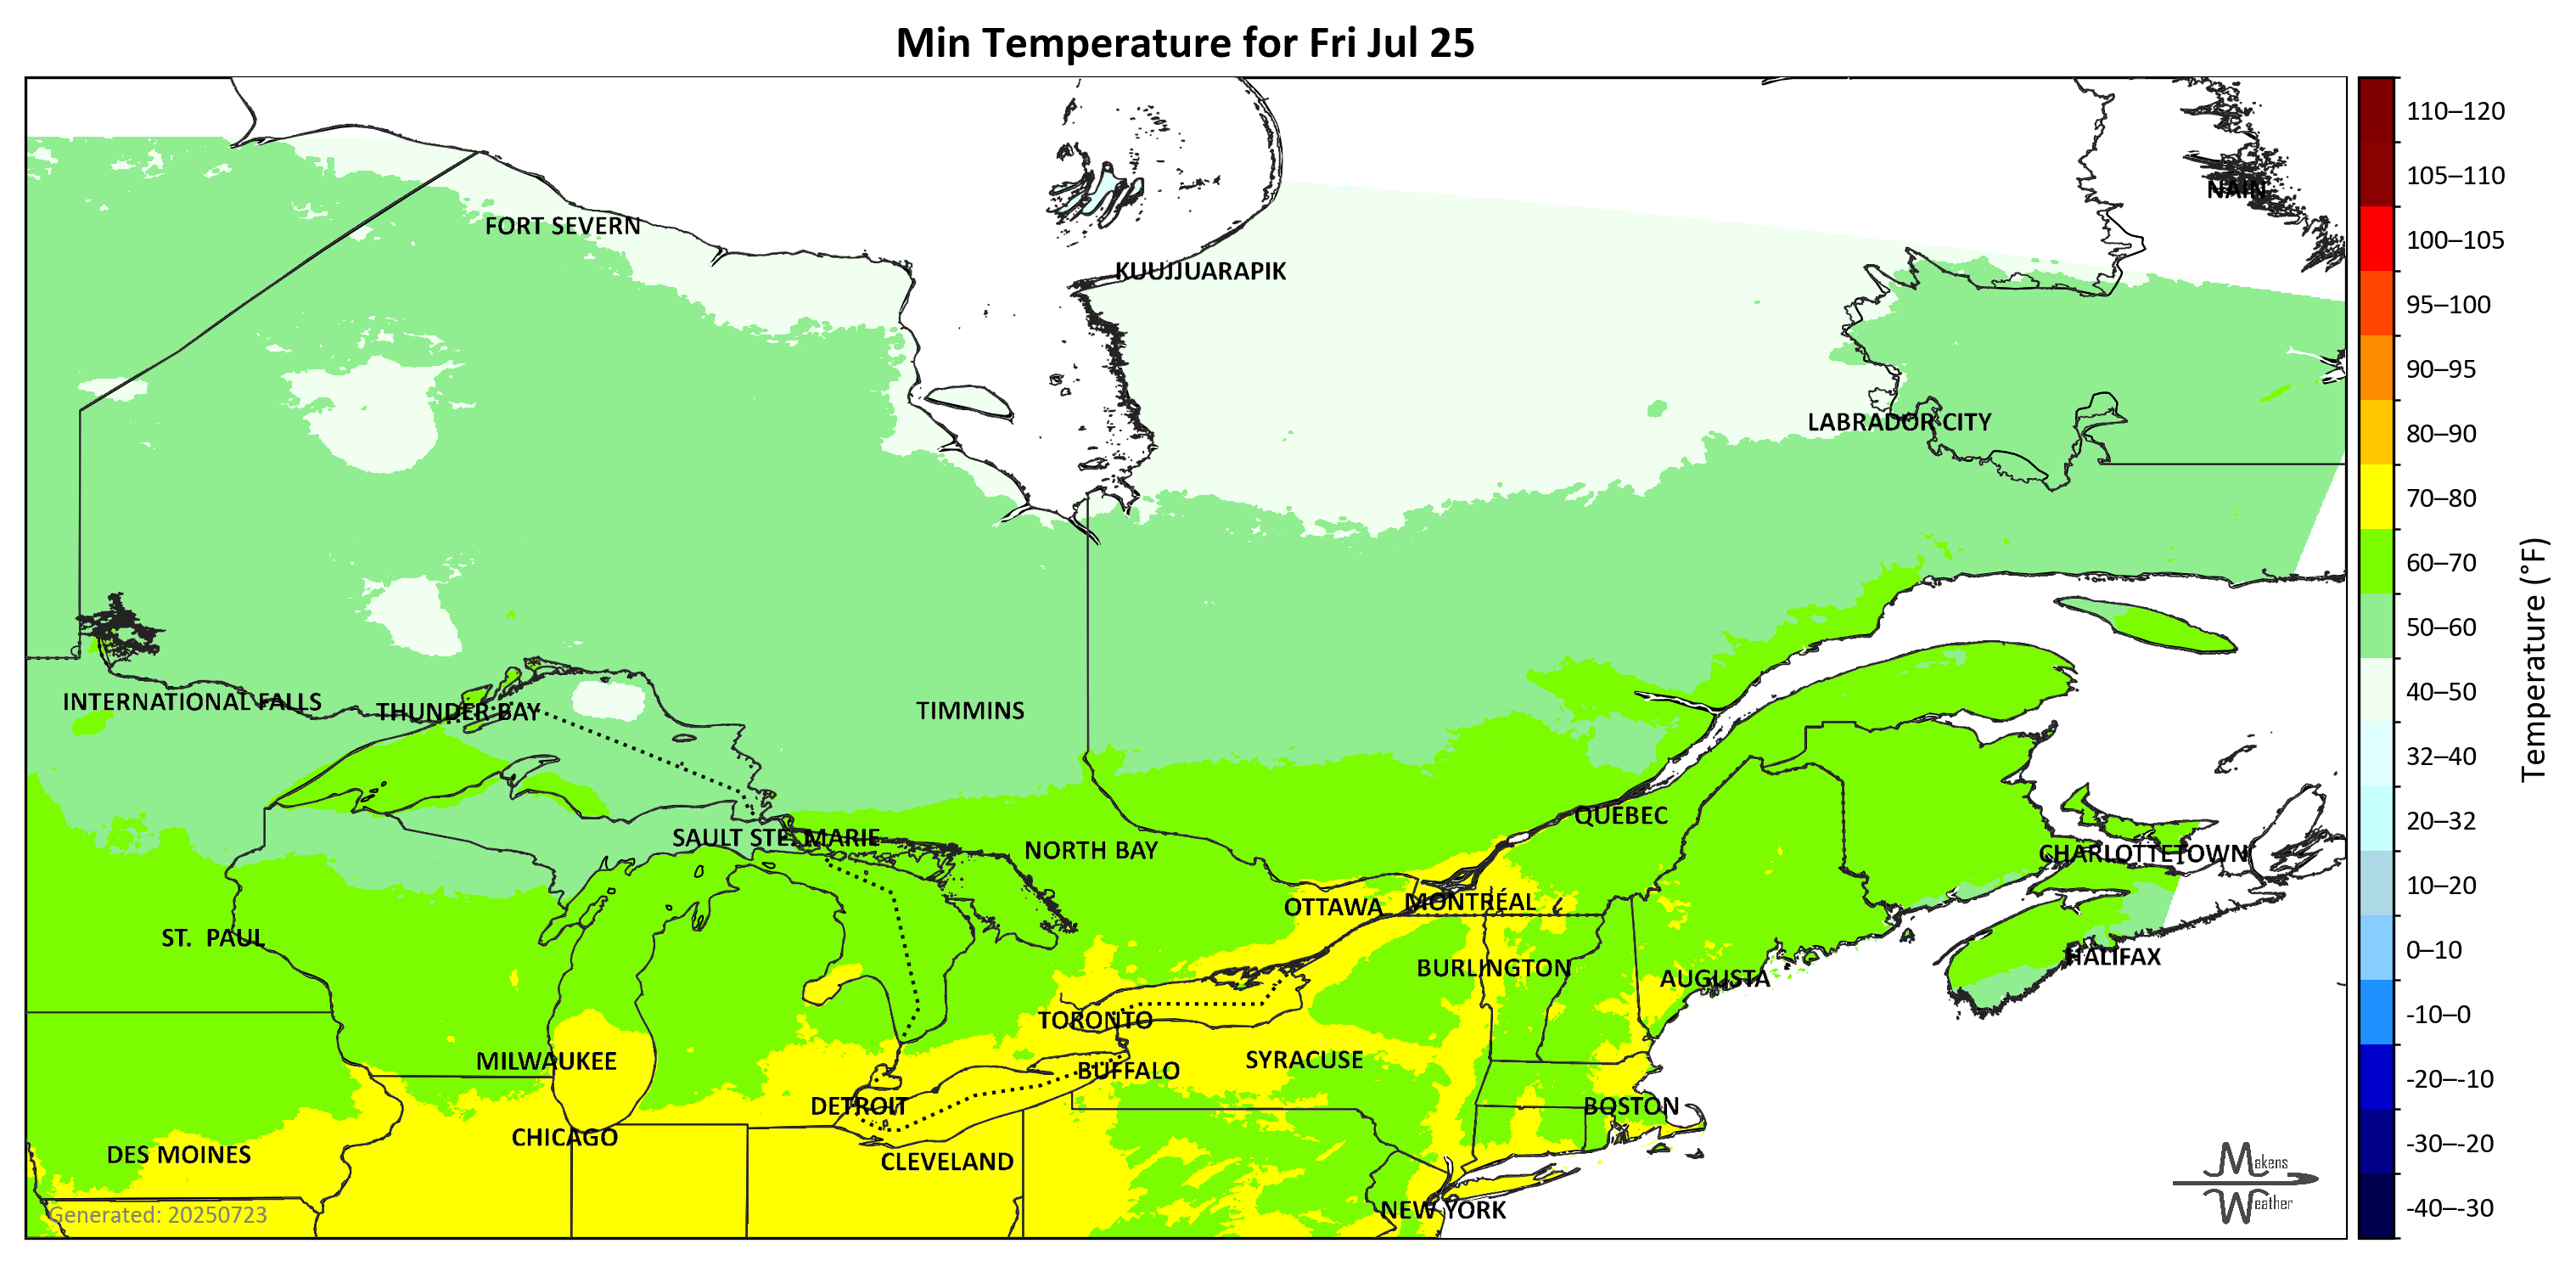 Min Temperature for Fri Jul 25
NAIN
FORT SEVERN
KUUJJUARAPIK
LABRADOR CITY
INTERNATIONAL FALLS
THUNDER BAY
TIMMINS
QUÉBEC
SAULT STE. MARIE
NORTH BAY
CHARLOTTETOWN
OTTAWA
MONTRÉAL
ST. PAUL
HALIFAX
BURLINGTON
AUGUSTA
TORONTO
MILWAUKEE
SYRACUSE
BUFFALO
DETROIT
BOSTON
CHICAGO
DES MOINES
CLEVELAND
NEW YORK
Generated: 20250723
Makens
Weather
110–120
105–110
100–105
95–100
90–95
80–90
70–80
60–70
50–60
40–50
32–40
20–32
10–20
0–10
-10–0
-20–-10
-30–-20
-40–-30
Temperature (°F)